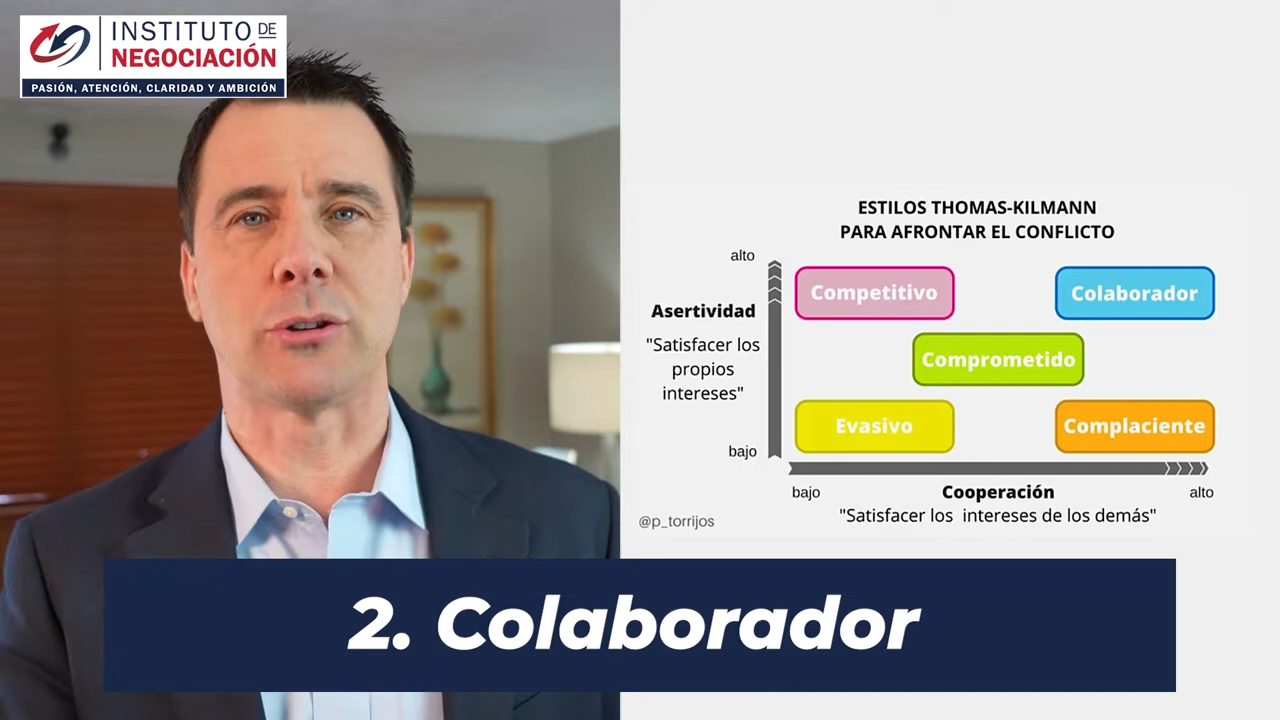 INSTITUTO DE
NEGOCIACIÓN
PASIÓN, ATENCIÓN, CLARIDAD Y AMBICIÓN
ESTILOS THOMAS-KILMANN
PARA AFRONTAR EL CONFLICTO
alto
Competitivo
Colaborador
Asertividad
"Satisfacer los
propios
intereses"
Comprometido
Evasivo
Complaciente
bajo
bajo
Cooperación
alto
"Satisfacer los intereses de los demás"
@p_torrijos
2. Colaborador